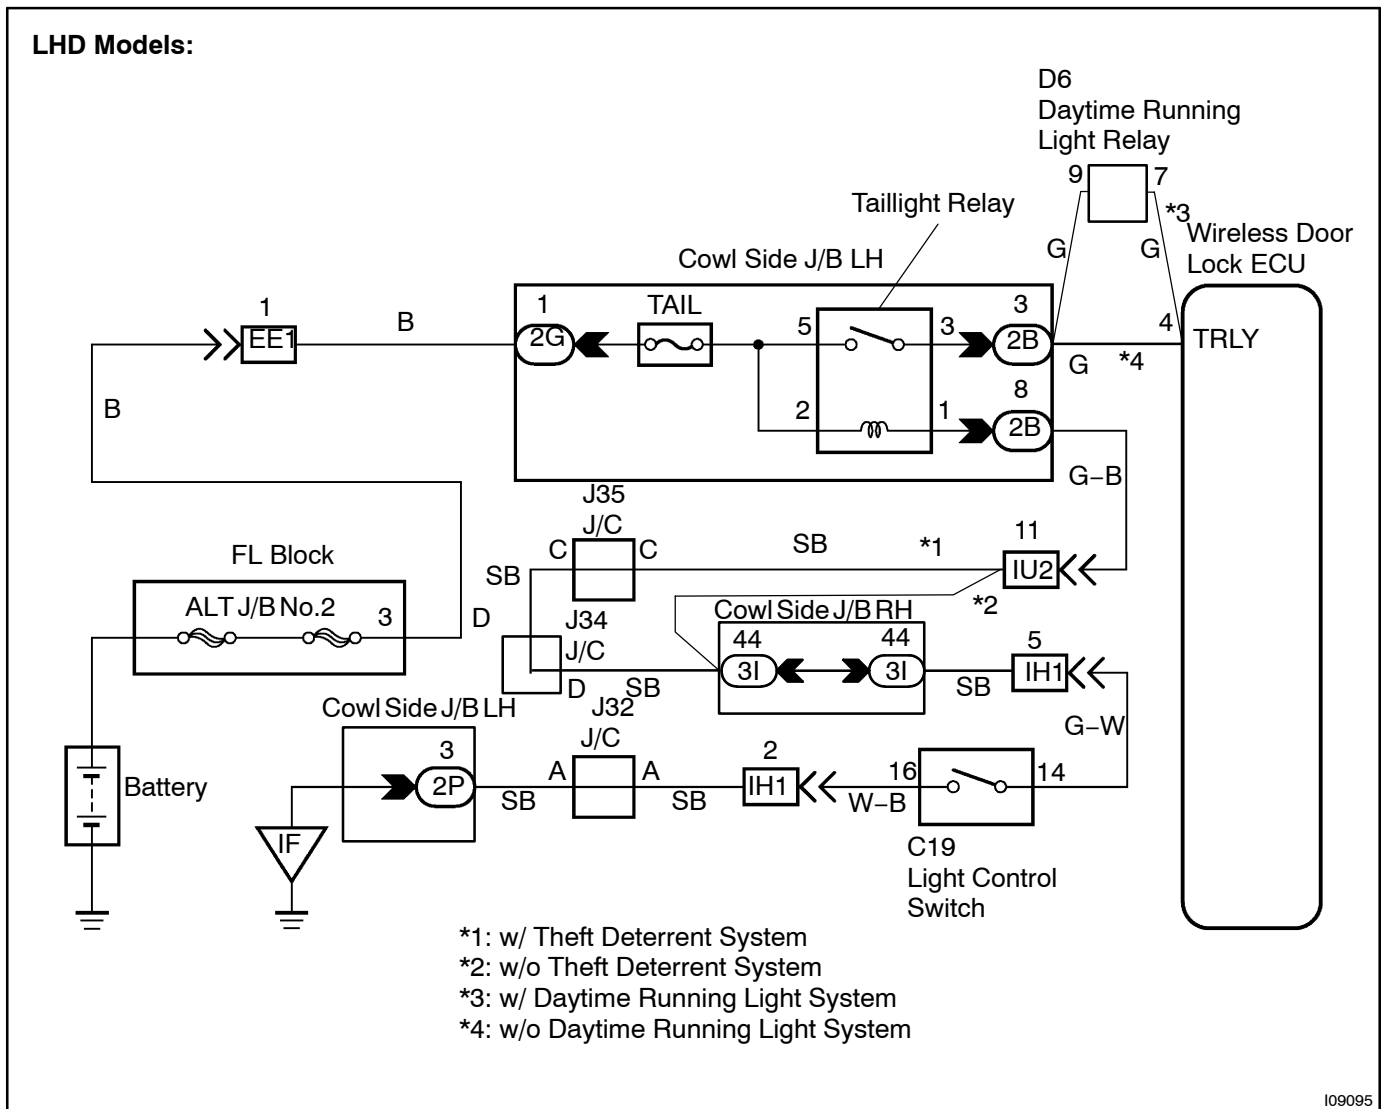 LHD Models:
D6
Daytime Running
Light Relay
9
7
*3
Taillight Relay
G
G
Wireless Door
Lock ECU
Cowl Side J/B LH
1
EE1
B
1
2G
TAIL
5
3
3
2B
G
*4
4
TRLY
B
2
1
8
2B
G−B
J35
J/C
C
C
SB
*1
11
IU2
SB
*2
FL Block
ALT J/B No.2
3
D
J34
J/C
D
SB
Cowl Side J/B RH
44
3I
44
3I
SB
5
IH1
G−W
Cowl Side J/B LH
3
2P
SB
J32
J/C
A
A
SB
2
IH1
W−B
16
14
C19
Light Control
Switch
Battery
IF
*1: w/ Theft Deterrent System
*2: w/o Theft Deterrent System
*3: w/ Daytime Running Light System
*4: w/o Daytime Running Light System
I09095